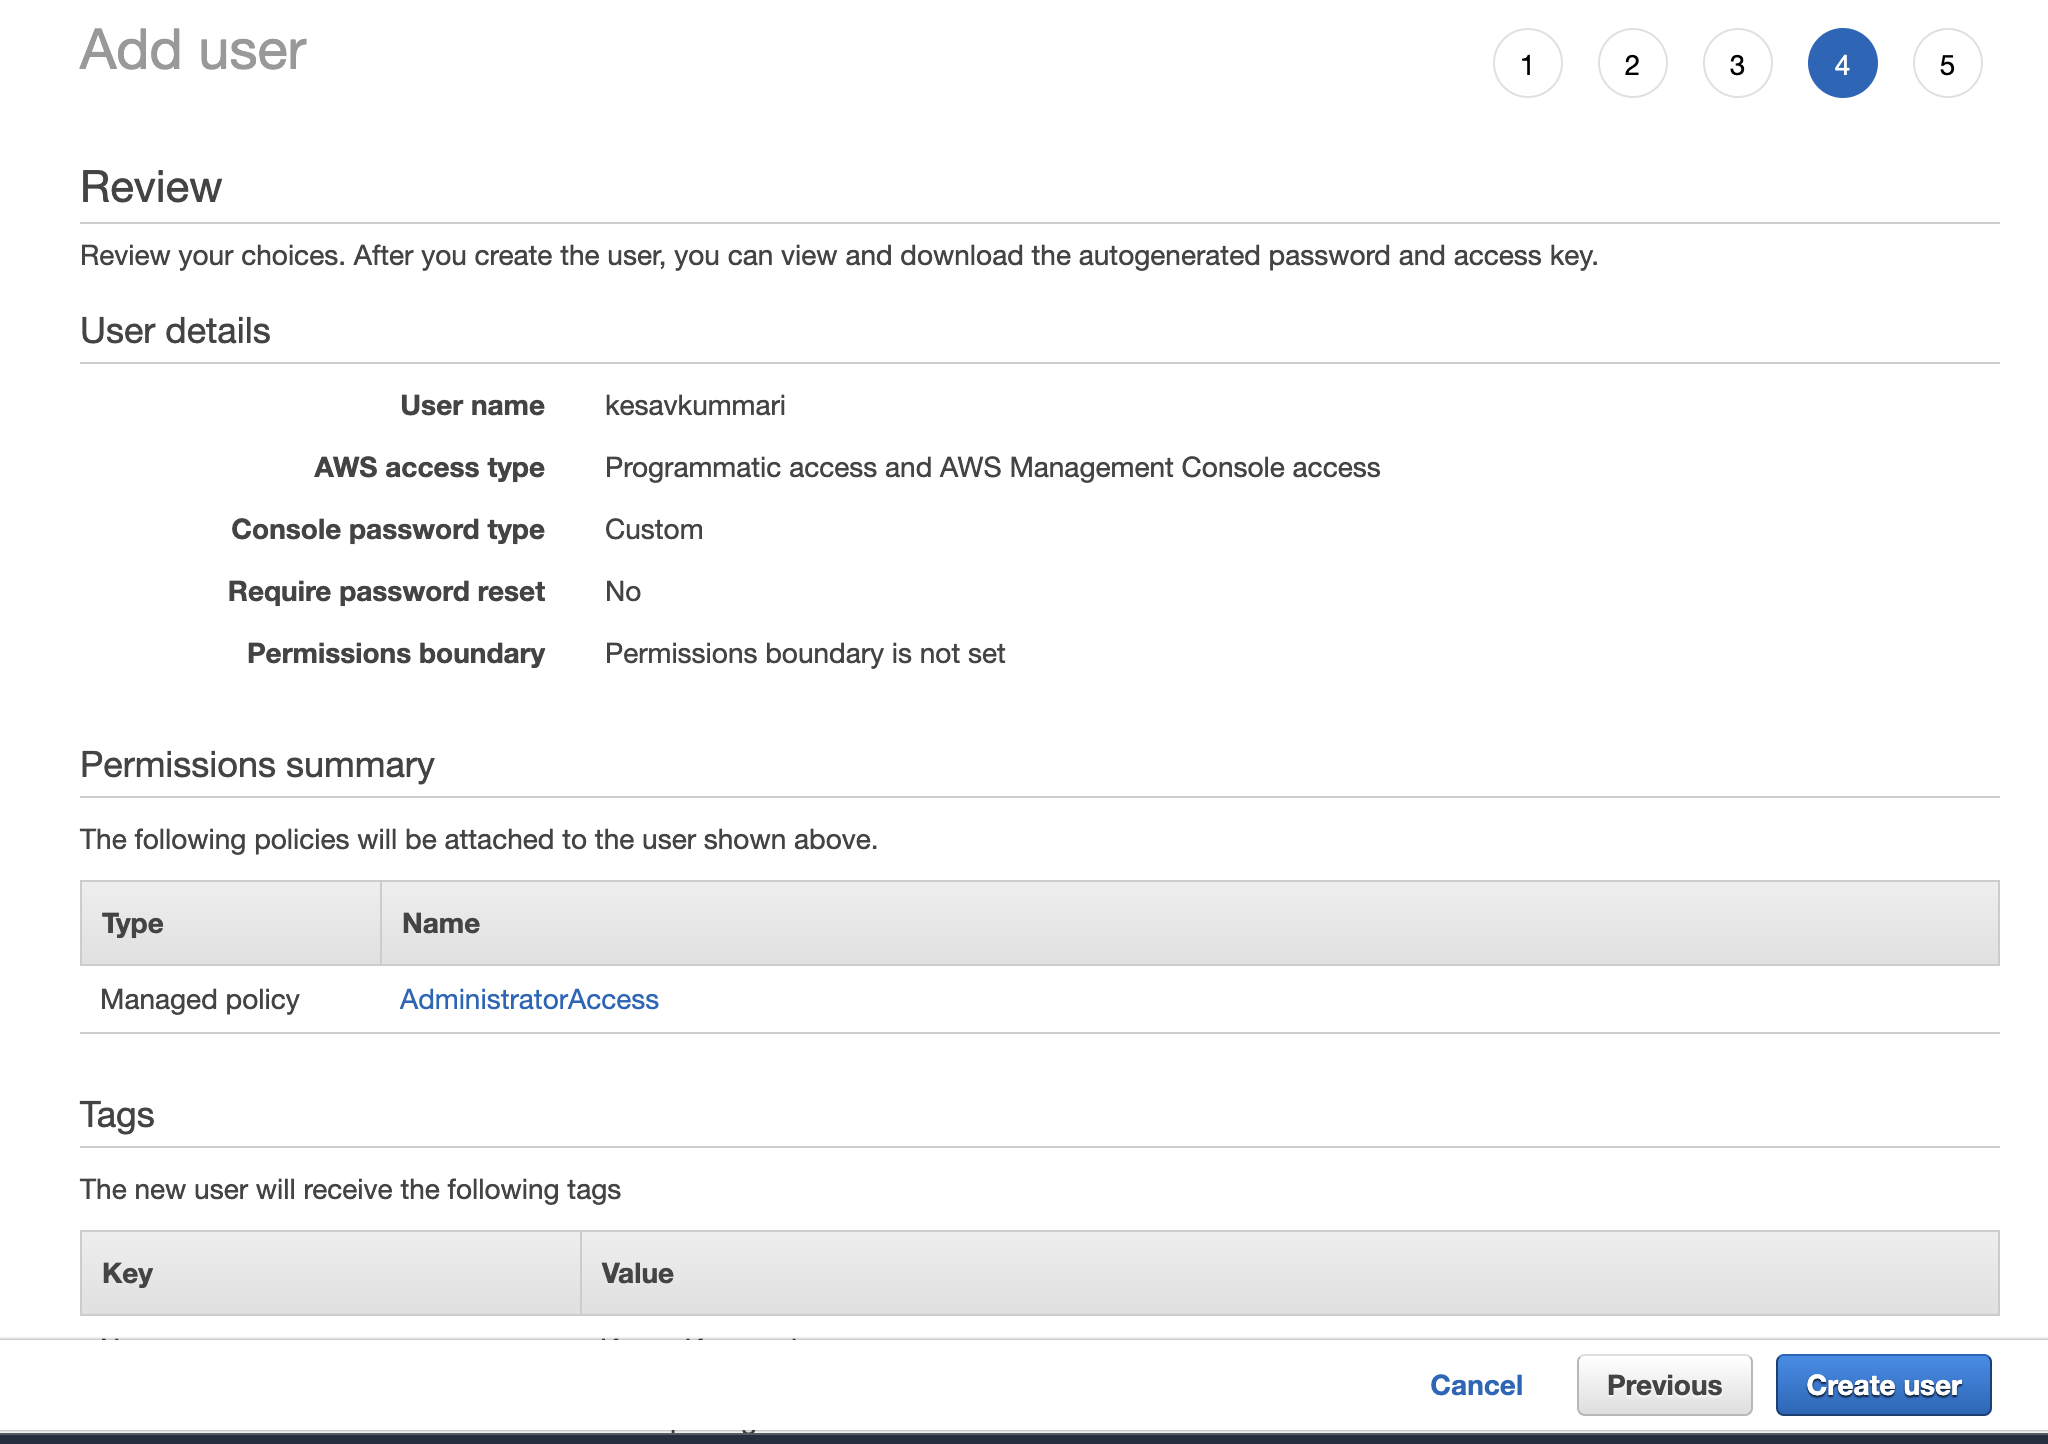 Add user
1 2 3 4 5
Review
Review your choices. After you create the user, you can view and download the autogenerated password and access key.
User details
User name kesavkummari
AWS access type Programmatic access and AWS Management Console access
Console password type Custom
Require password reset No
Permissions boundary Permissions boundary is not set
Permissions summary
The following policies will be attached to the user shown above.
Type Name
Managed policy AdministratorAccess
Tags
The new user will receive the following tags
Key Value
Cancel Previous Create user